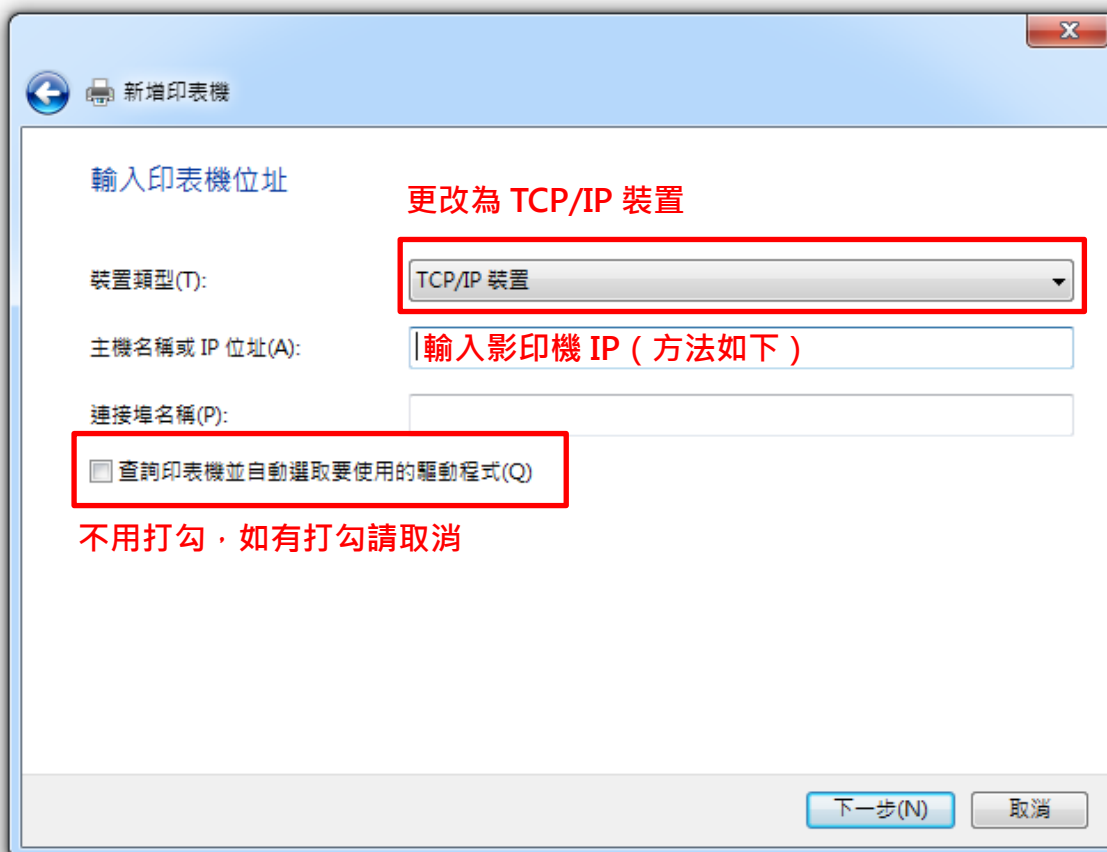 新增印表機
輸入印表機位址
更改為 TCP/IP 裝置
裝置類型(T):
TCP/IP 裝置
主機名稱或 IP 位址(A):
輸入影印機 IP（方法如下）
連接埠名稱(P):
查詢印表機並自動選取要使用的驅動程式(Q)
不用打勾，如有打勾請取消
下一步(N)
取消